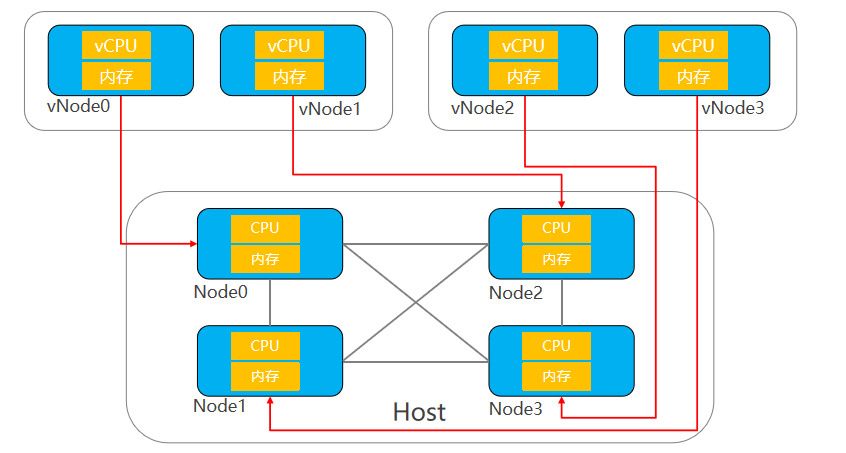 vCPU
内存
vNode0
vCPU
内存
vNode1
vCPU
内存
vNode2
vCPU
内存
vNode3
CPU
内存
Node0
CPU
内存
Node2
CPU
内存
Node1
CPU
内存
Node3
Host